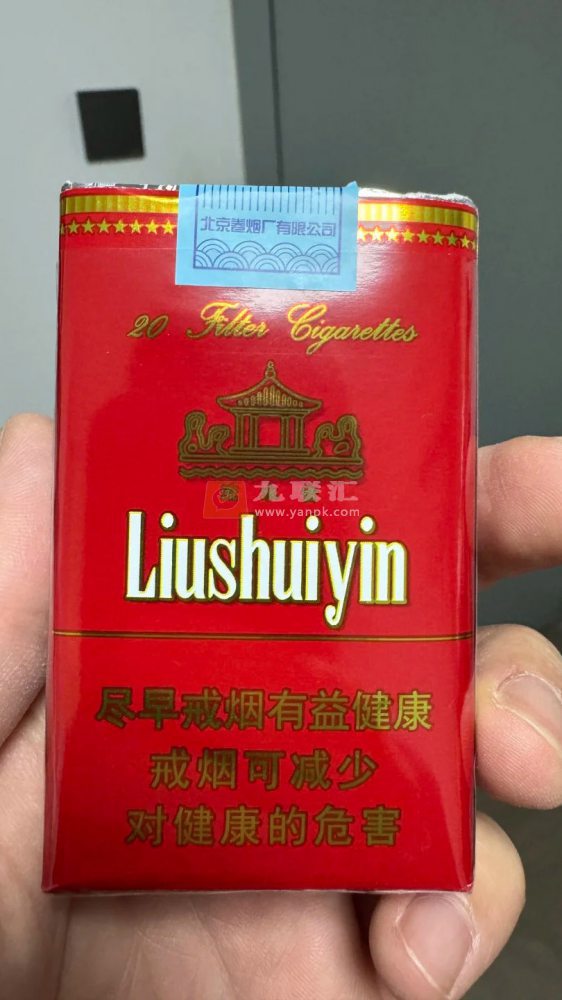 北京卷烟厂有限公司
20 Filter Cigarettes
九联汇
www.yanpk.com
Liushuiyin
尽早戒烟有益健康
戒烟可减少
对健康的危害